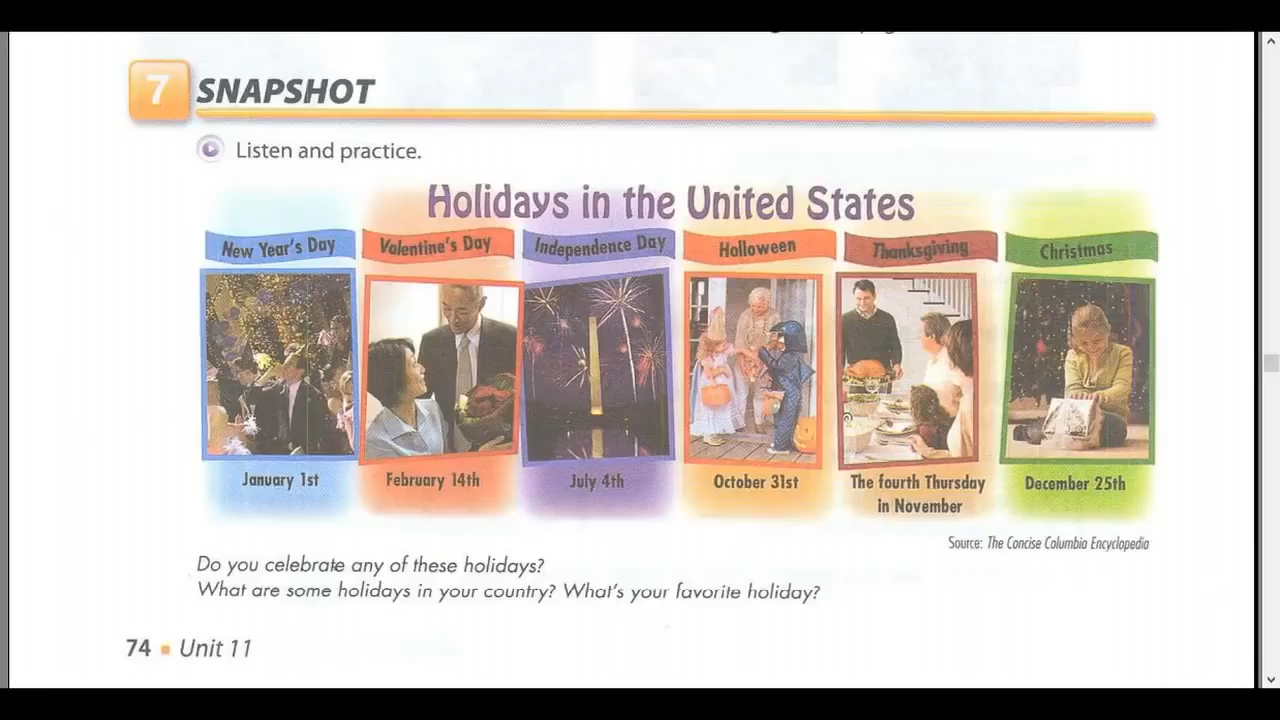 7 SNAPSHOT
Listen and practice.
Holidays in the United States
New Year's Day
Valentine's Day
Independence Day
Holloween
Thanksgiving
Christmas
January 1st
February 14th
July 4th
October 31st
The fourth Thursday
in November
December 25th
Source: The Concise Columbia Encyclopedia
Do you celebrate any of these holidays?
What are some holidays in your country? What's your favorite holiday?
74 ▪ Unit 11